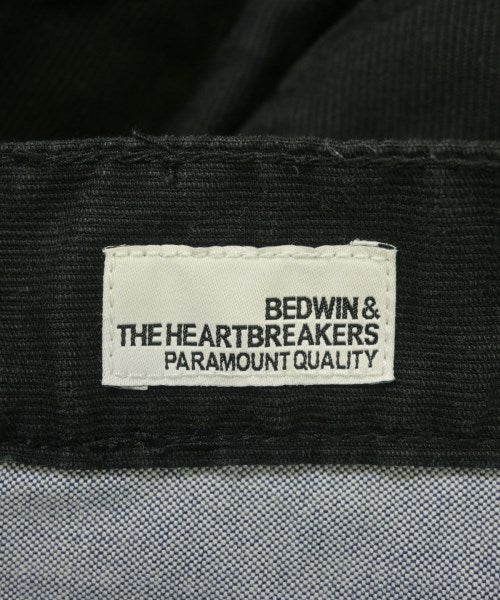 BEDWIN &
THE HEARTBREAKERS
PARAMOUNT QUALITY